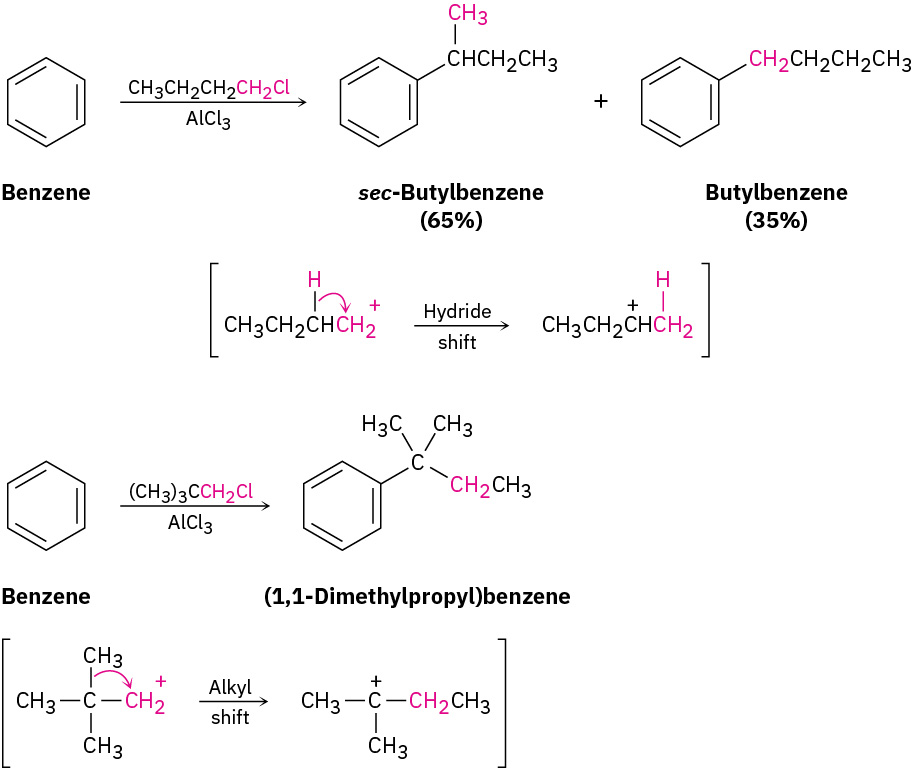 CH₃
CH₃CH₂CH₂CH₂Cl
CHCH₂CH₃
CH₂CH₂CH₂CH₃
AlCl₃
+
Benzene
sec-Butylbenzene
(65%)
Butylbenzene
(35%)
H
CH₃CH₂CHCH₂
+
Hydride
shift
H
+
CH₃CH₂CHCH₂
H₃C
CH₃
C
CH₂CH₃
(CH₃)₃CCH₂Cl
AlCl₃
Benzene
(1,1-Dimethylpropyl)benzene
CH₃
+
CH₃—C—CH₂
CH₃
Alkyl
shift
+
CH₃—C—CH₂CH₃
CH₃